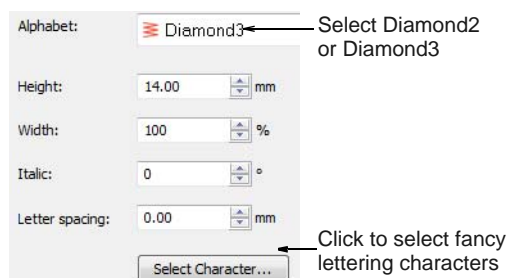 Alphabet: Diamond3 Select Diamond2
or Diamond3
Height: 14.00 mm
Width: 100 %
Italic: 0 °
Letter spacing: 0.00 mm
Click to select fancy
Select Character... lettering characters